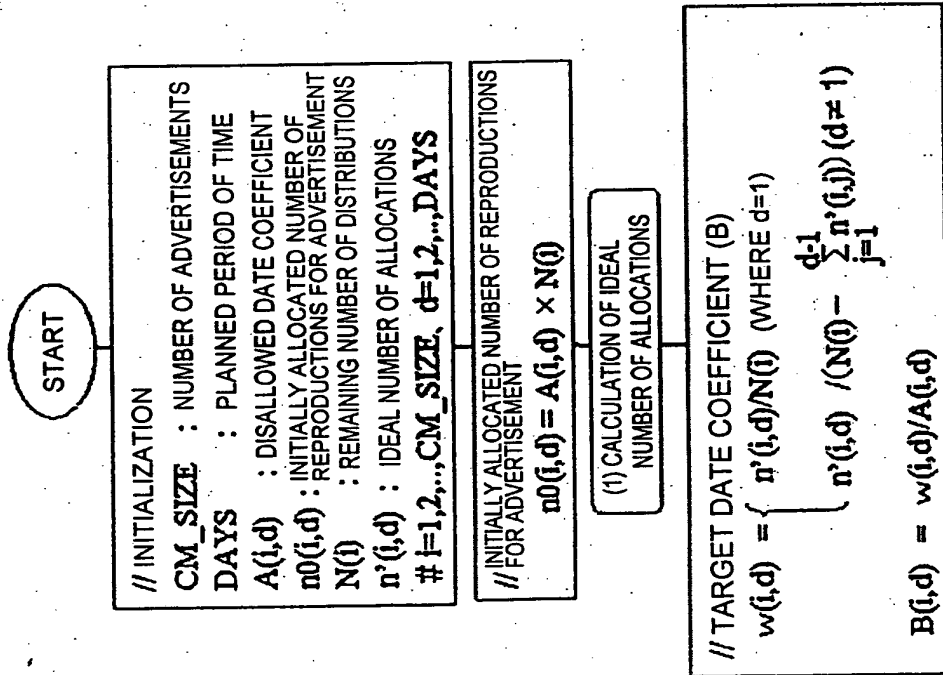 START
// INITIALIZATION
CM_SIZE : NUMBER OF ADVERTISEMENTS
DAYS : PLANNED PERIOD OF TIME
A(i,d) : DISALLOWED DATE COEFFICIENT
n0(i,d) : INITIALLY ALLOCATED NUMBER OF
REPRODUCTIONS FOR ADVERTISEMENT
N(i) : REMAINING NUMBER OF DISTRIBUTIONS
n'(i,d) : IDEAL NUMBER OF ALLOCATIONS
# i=1,2,..,CM_SIZE, d=1,2,..,DAYS
// INITIALLY ALLOCATED NUMBER OF REPRODUCTIONS
FOR ADVERTISEMENT
n0(i,d) = A(i,d) × N(i)
(1) CALCULATION OF IDEAL
NUMBER OF ALLOCATIONS
// TARGET DATE COEFFICIENT (B)
w(i,d) = { n'(i,d)/N(i) (WHERE d=1)
n'(i,d) /(N(i)− d-1 Σ j=1 n'(i,j)) (d≠1)
B(i,d) = w(i,d)/A(i,d)